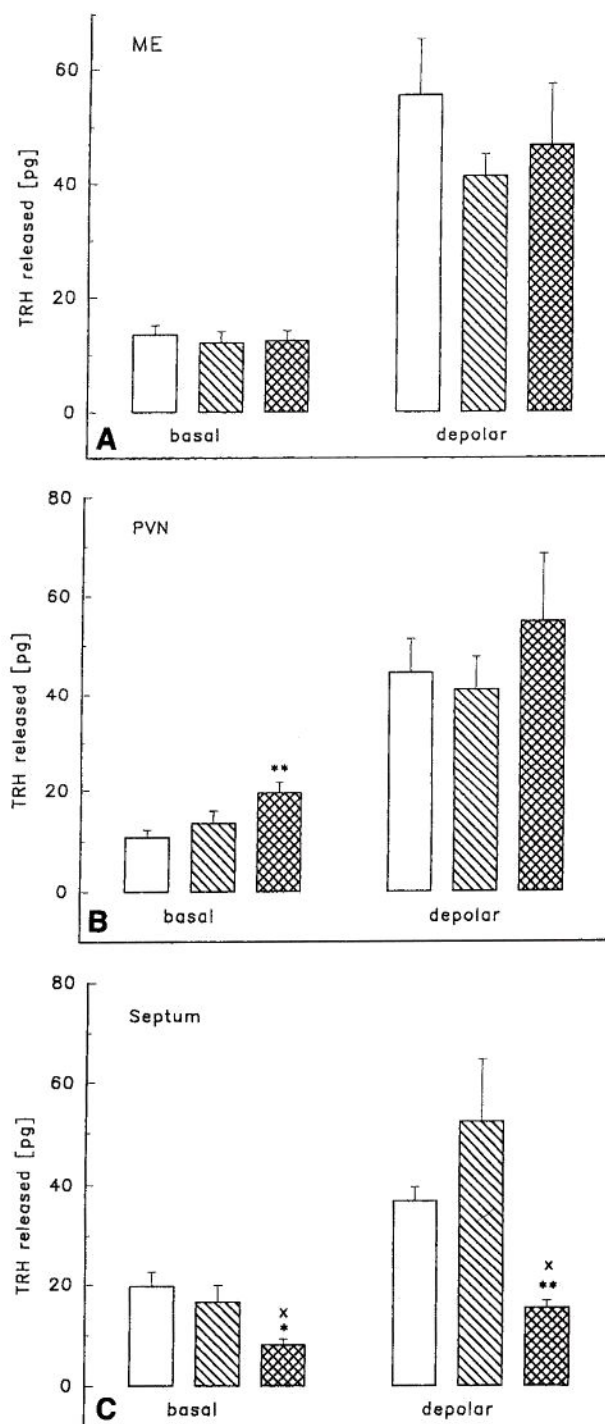 ME
60
40
20
0
TRH released [pg]
basal
depolar
A
80
PVN
60
40
20
0
TRH released [pg]
**
basal
depolar
B
80
Septum
60
40
20
0
TRH released [pg]
x
*
x
**
basal
depolar
C